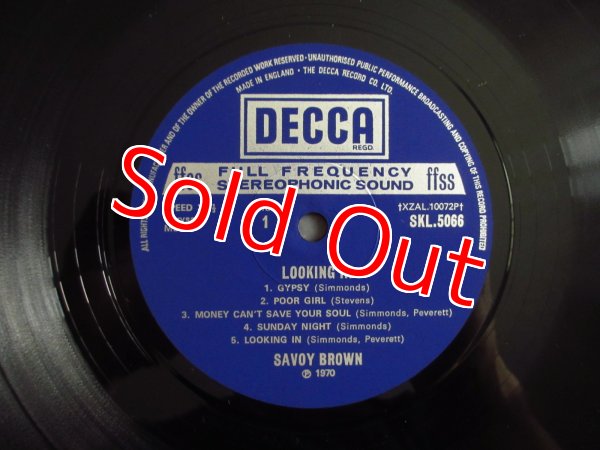 ALL RIGHTS OF THE AND OF THE OWNER OF THE RECORDED WORK RESERVED · UNAUTHORISED PUBLIC PERFORMANCE BROADCASTING AND COPYING OF THIS RECORD PROHIBITED
MADE IN ENGLAND · THE DECCA RECORD CO. LTD.
DECCA
REGD.
FULL FREQUENCY
STEREOPHONIC SOUND
ffss
Sold Out
1
†XZAL.10072P†
SKL.5066
LOOKING
1. GYPSY (Simmonds)
2. POOR GIRL (Stevens)
3. MONEY CAN'T SAVE YOUR SOUL (Simmonds, Peverett)
4. SUNDAY NIGHT (Simmonds)
5. LOOKING IN (Simmonds, Peverett)
SAVOY BROWN
℗ 1970